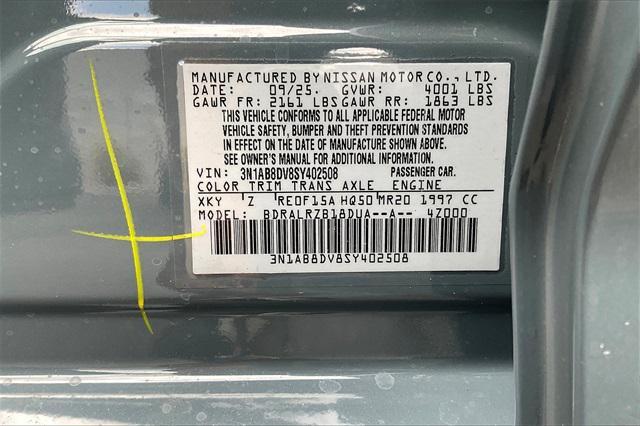 MANUFACTURED BY NISSAN MOTOR CO., LTD.
DATE: 09/25. GVWR: 4001 LBS
GAWR FR: 2161 LBS GAWR RR: 1863 LBS
THIS VEHICLE CONFORMS TO ALL APPLICABLE FEDERAL MOTOR
VEHICLE SAFETY, BUMPER AND THEFT PREVENTION STANDARDS
IN EFFECT ON THE DATE OF MANUFACTURE SHOWN ABOVE.
SEE OWNER'S MANUAL FOR ADDITIONAL INFORMATION.
VIN: 3N1AB8DV8SY402508 PASSENGER CAR.
COLOR TRIM TRANS AXLE ENGINE
XKY Z RE0F15A HQ50 MR20 1997 CC
MODEL: BDRALRZB18DUA--A-- 4Z000
3N1AB8DV8SY402508